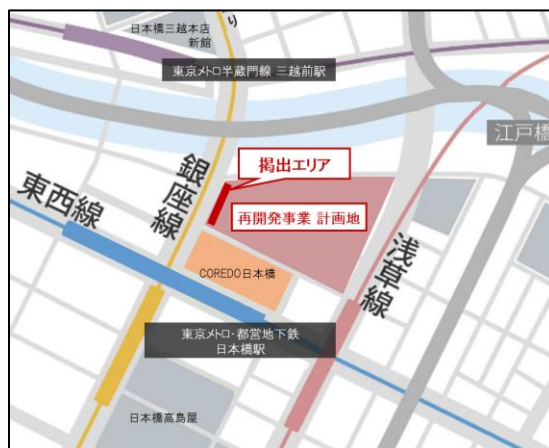 日本橋三越本店
新館
り
東京メトロ半蔵門線 三越前駅
江戸橋
掲出エリア
銀座線
東西線
再開発事業 計画地
浅草線
COREDO日本橋
東京メトロ・都営地下鉄
日本橋駅
日本橋高島屋